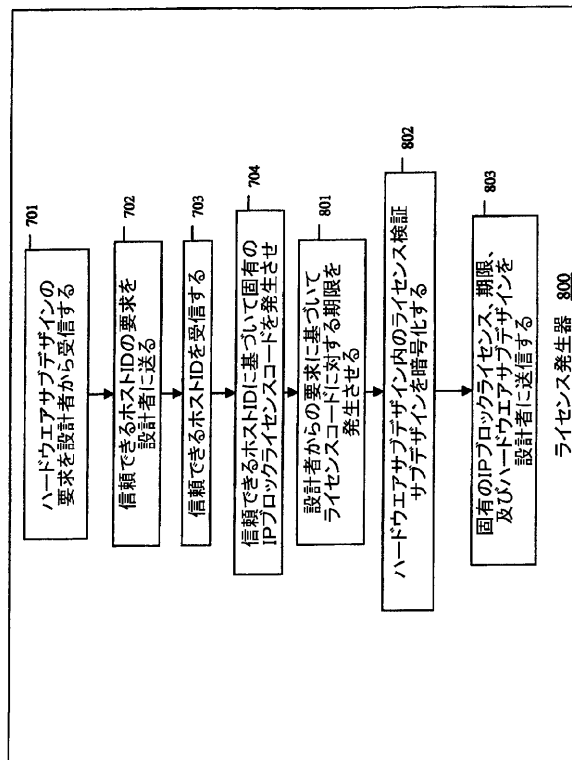 701
ハードウエアサブデザインの
要求を設計者から受信する
702
信頼できるホストIDの要求を
設計者に送る
703
信頼できるホストIDを受信する
704
信頼できるホストIDに基づいて固有の
IPブロックライセンスコードを発生させ
801
設計者からの要求に基づいて
ライセンスコードに対する期限を
発生させる
802
ハードウエアサブデザイン内のライセンス検証
サブデザインを暗号化する
803
固有のIPブロックライセンス、期限、
及びハードウエアサブデザインを
設計者に送信する
ライセンス発生器 800